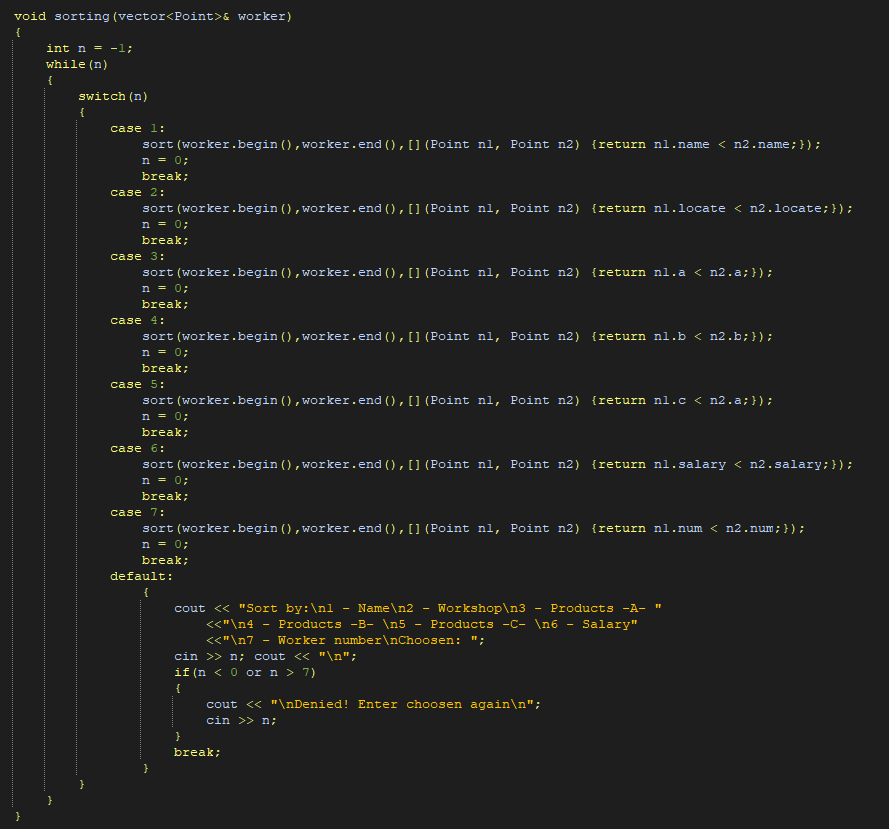 void sorting(vector<Point>& worker)
{
    int n = -1;
    while(n)
    {
        switch(n)
        {
            case 1:
                sort(worker.begin(),worker.end(),[](Point n1, Point n2) {return n1.name < n2.name;});
                n = 0;
                break;
            case 2:
                sort(worker.begin(),worker.end(),[](Point n1, Point n2) {return n1.locate < n2.locate;});
                n = 0;
                break;
            case 3:
                sort(worker.begin(),worker.end(),[](Point n1, Point n2) {return n1.a < n2.a;});
                n = 0;
                break;
            case 4:
                sort(worker.begin(),worker.end(),[](Point n1, Point n2) {return n1.b < n2.b;});
                n = 0;
                break;
            case 5:
                sort(worker.begin(),worker.end(),[](Point n1, Point n2) {return n1.c < n2.a;});
                n = 0;
                break;
            case 6:
                sort(worker.begin(),worker.end(),[](Point n1, Point n2) {return n1.salary < n2.salary;});
                n = 0;
                break;
            case 7:
                sort(worker.begin(),worker.end(),[](Point n1, Point n2) {return n1.num < n2.num;});
                n = 0;
                break;
            default:
                {
                    cout << "Sort by:\n1 - Name\n2 - Workshop\n3 - Products -A- "
                        <<"\n4 - Products -B- \n5 - Products -C- \n6 - Salary"
                        <<"\n7 - Worker number\nChoosen: ";
                    cin >> n; cout << "\n";
                    if(n < 0 or n > 7)
                    {
                        cout << "\nDenied! Enter choosen again\n";
                        cin >> n;
                    }
                    break;
                }
        }
    }
}